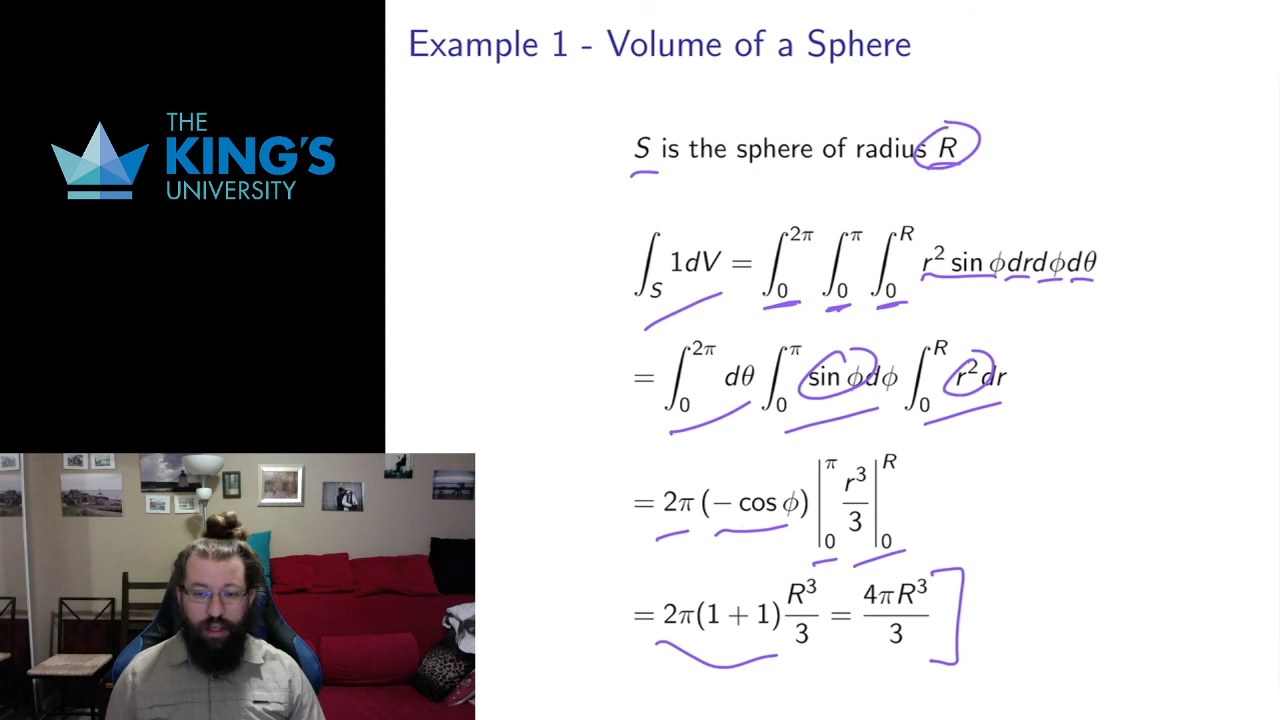 THE
KING'S
UNIVERSITY
Example 1 - Volume of a Sphere
S is the sphere of radius R
∫_S 1dV = ∫_0^{2π} ∫_0^π ∫_0^R r² sin ϕ dr dϕ dθ
= ∫_0^{2π} dθ ∫_0^π sin ϕ dϕ ∫_0^R r² dr
= 2π (− cos ϕ) |_0^π r³/3 |_0^R
= 2π(1 + 1) R³/3 = 4πR³/3